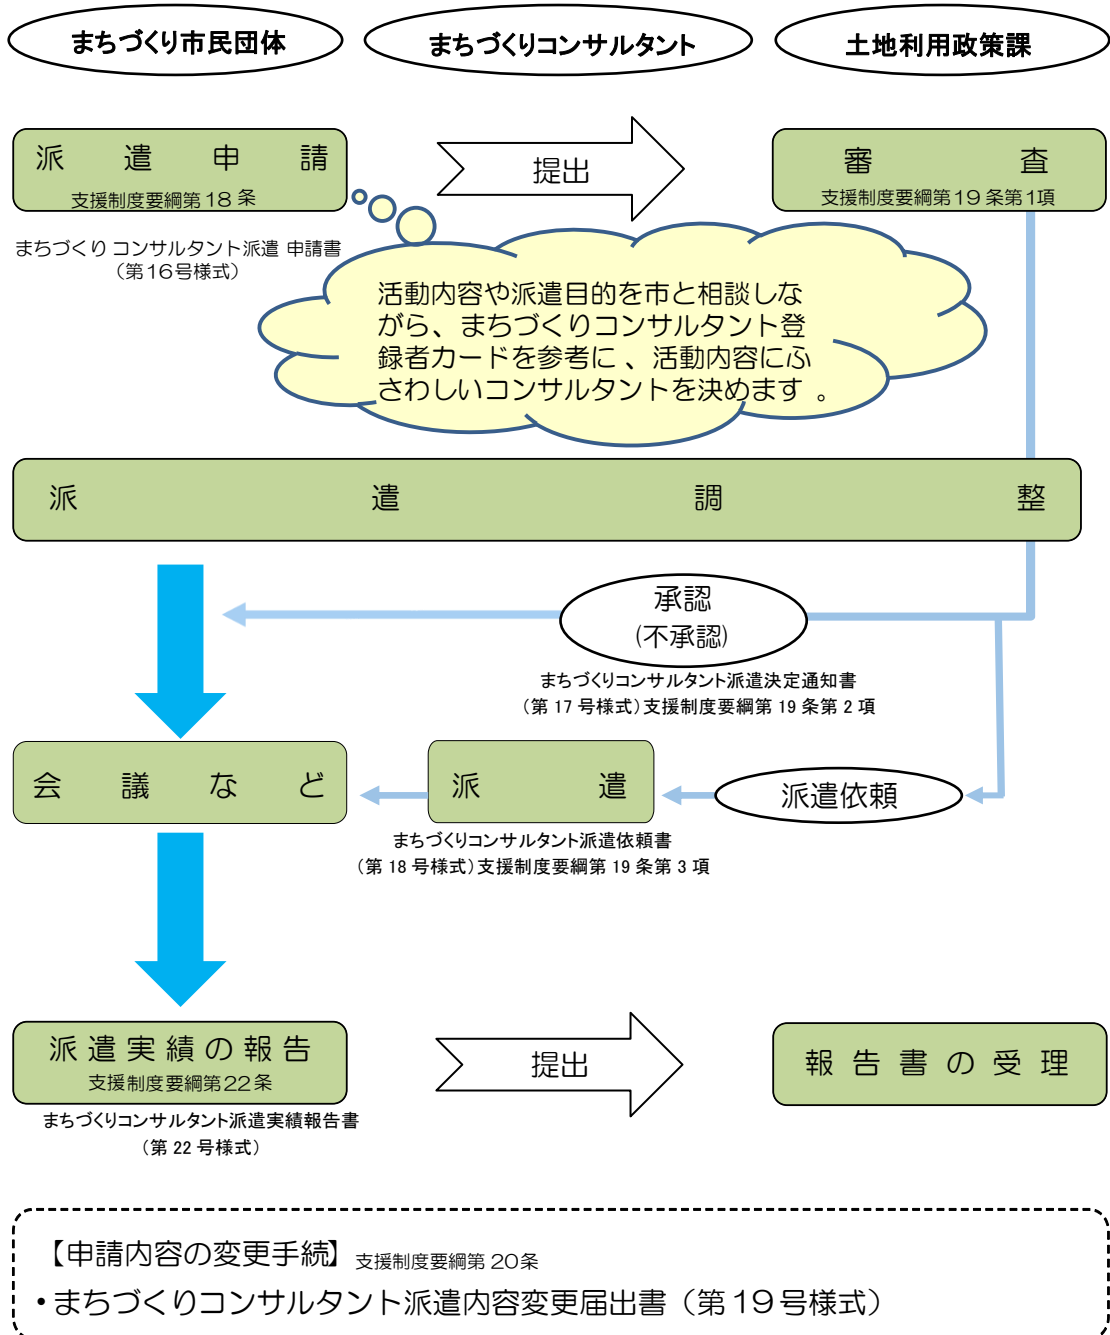 まちづくり市民団体
まちづくりコンサルタント
土地利用政策課
派遣申請
支援制度要綱第18条
提出
審査
支援制度要綱第19条第1項
まちづくりコンサルタント派遣 申請書
（第16号様式）
活動内容や派遣目的を市と相談しな
がら、まちづくりコンサルタント登
録者カードを参考に、活動内容にふ
さわしいコンサルタントを決めます。
派遣調整
承認
(不承認)
まちづくりコンサルタント派遣決定通知書
（第17号様式）支援制度要綱第19条第2項
会議など
派遣
派遣依頼
まちづくりコンサルタント派遣依頼書
（第18号様式）支援制度要綱第19条第3項
派遣実績の報告
支援制度要綱第22条
提出
報告書の受理
まちづくりコンサルタント派遣実績報告書
（第22号様式）
【申請内容の変更手続】支援制度要綱第20条
・まちづくりコンサルタント派遣内容変更届出書（第19号様式）